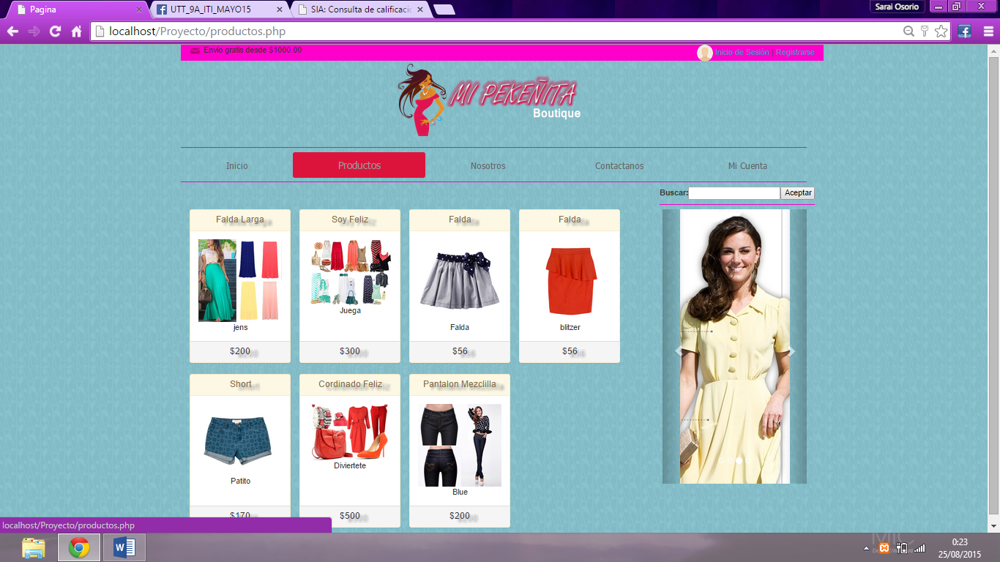 Pagina
UTT_9A_ITI_MAYO15
SIA: Consulta de calificacio
Sarai Osorio
localhost/Proyecto/productos.php
Envio gratis desde $1000.00
Inicio de Sesión Registrarse
MI PEKEÑITA
Boutique
Inicio
Productos
Nosotros
Contactanos
Mi Cuenta
Buscar:
Aceptar
Falda Larga
jens
$200
Soy Feliz
Juega
$300
Falda
Falda
$56
Falda
blitzer
$56
Short
Patito
$170
Cordinado Feliz
Diviertete
$500
Pantalon Mezclilla
Blue
$200
localhost/Proyecto/productos.php
0:23
25/08/2015